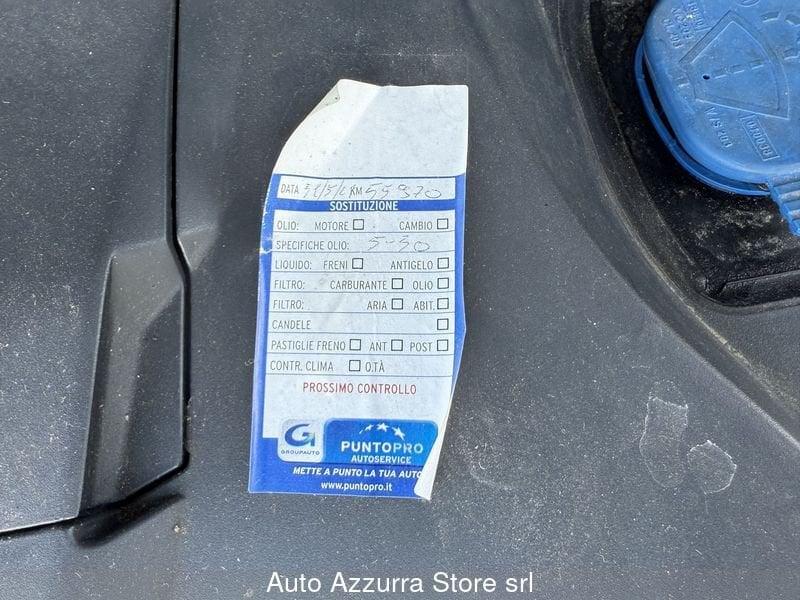 DATA KM 55970
SOSTITUZIONE
OLIO: MOTORE CAMBIO
SPECIFICHE OLIO: 5-30
LIQUIDO: FRENI ANTIGELO
FILTRO: CARBURANTE OLIO
FILTRO: ARIA ABIT.
CANDELE
PASTIGLIE FRENO ANT POST
CONTR. CLIMA O.TÀ
PROSSIMO CONTROLLO
G
GROUPAUTO
PUNTOPRO
AUTOSERVICE
METTE A PUNTO LA TUA AUTO
www.puntopro.it
Auto Azzurra Store srl